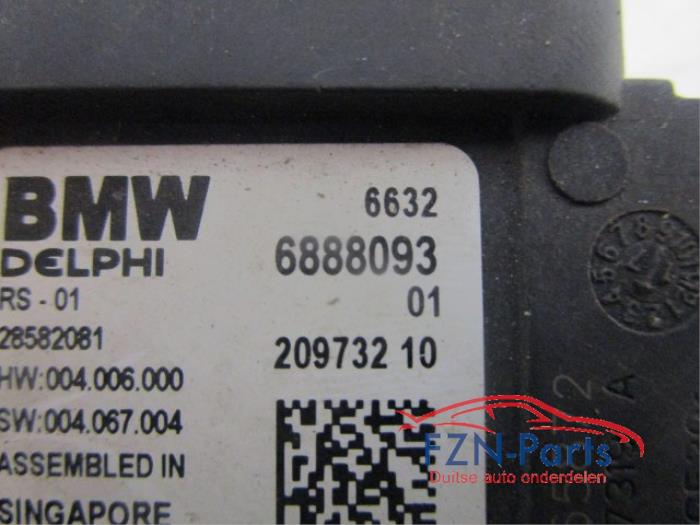 BMW 6632
DELPHI 6888093
RS - 01 01
28582081 209732 10
HW:004.006.000
SW:004.067.004
ASSEMBLED IN
SINGAPORE
FZN-Parts
Duitse auto onderdelen